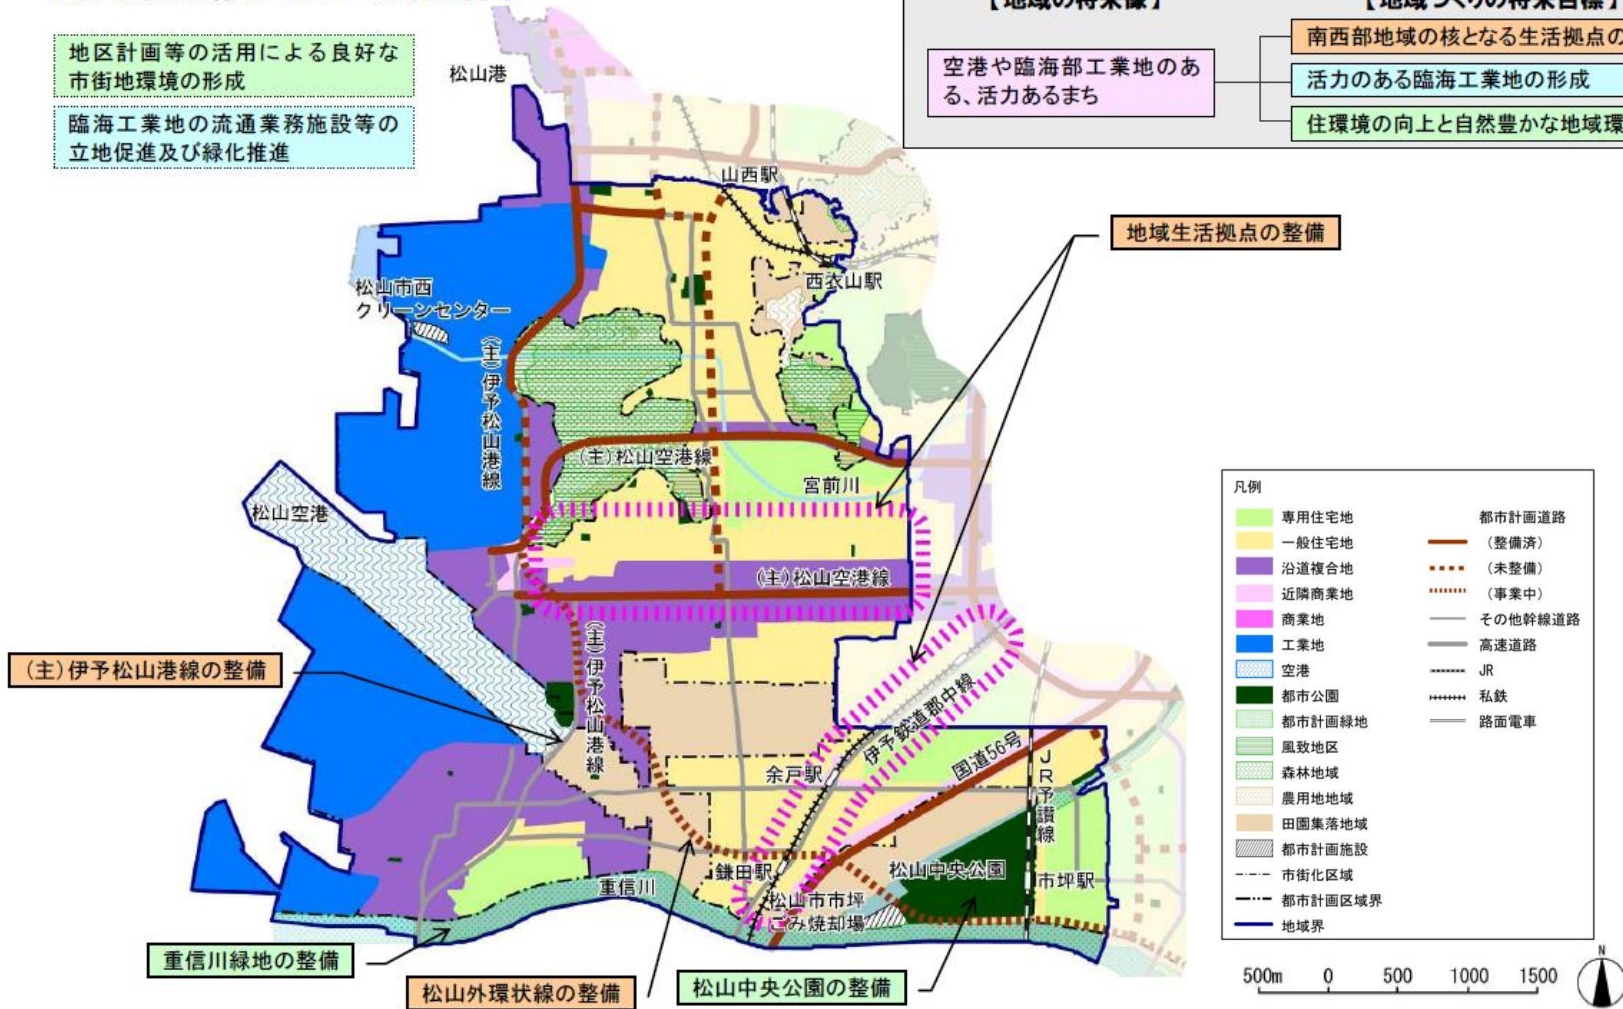 【地域の将来像】
【地域づくりの将来目標】
地区計画等の活用による良好な
市街地環境の形成
臨海工業地の流通業務施設等の
立地促進及び緑化推進
空港や臨海部工業地のあ
る、活力あるまち
南西部地域の核となる生活拠点の
活力のある臨海工業地の形成
住環境の向上と自然豊かな地域環
松山港
山西駅
地域生活拠点の整備
西衣山駅
松山市西
クリーンセンター
(主)伊予松山港線
(主)松山空港線
宮前川
松山空港
(主)松山空港線
(主)伊予松山港線の整備
(主)伊予松山港線
伊予鉄道郡中線
国道56号
JR予讃線
余戸駅
鎌田駅
松山中央公園
市坪駅
重信川
松山市市坪
ごみ焼却場
重信川緑地の整備
松山外環状線の整備
松山中央公園の整備
凡例
専用住宅地
一般住宅地
沿道複合地
近隣商業地
商業地
工業地
空港
都市公園
都市計画緑地
風致地区
森林地域
農用地地域
田園集落地域
都市計画施設
市街化区域
都市計画区域界
地域界
都市計画道路
(整備済)
(未整備)
(事業中)
その他幹線道路
高速道路
JR
私鉄
路面電車
500m 0 500 1000 1500
N